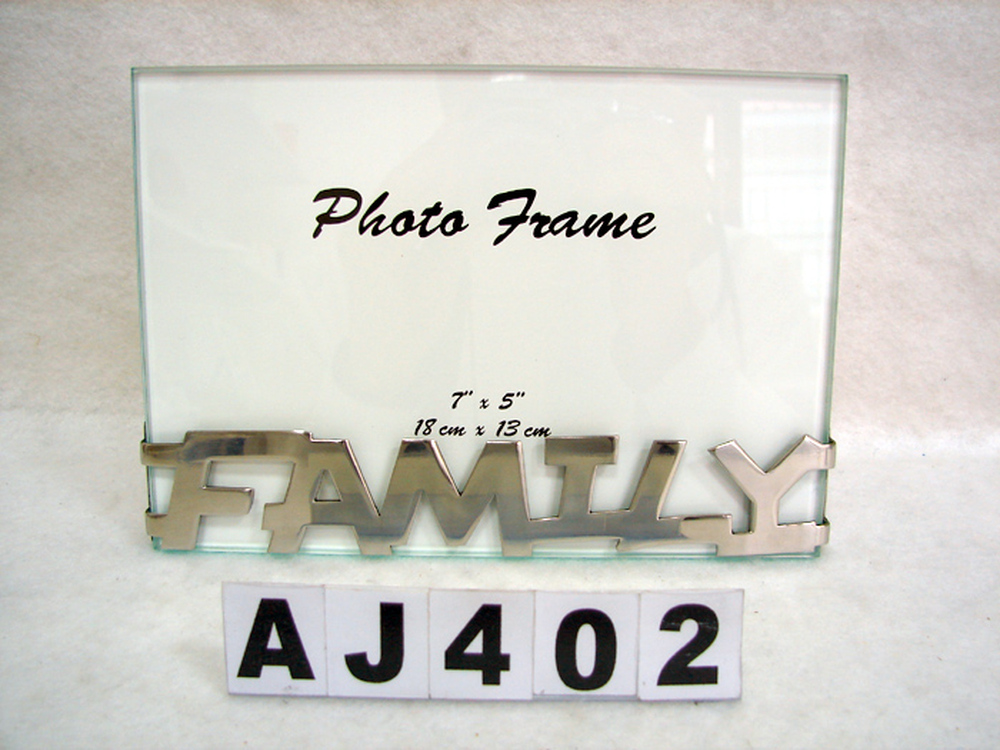 Photo Frame
7" x 5"
18 cm x 13 cm
FAMILY
AJ402